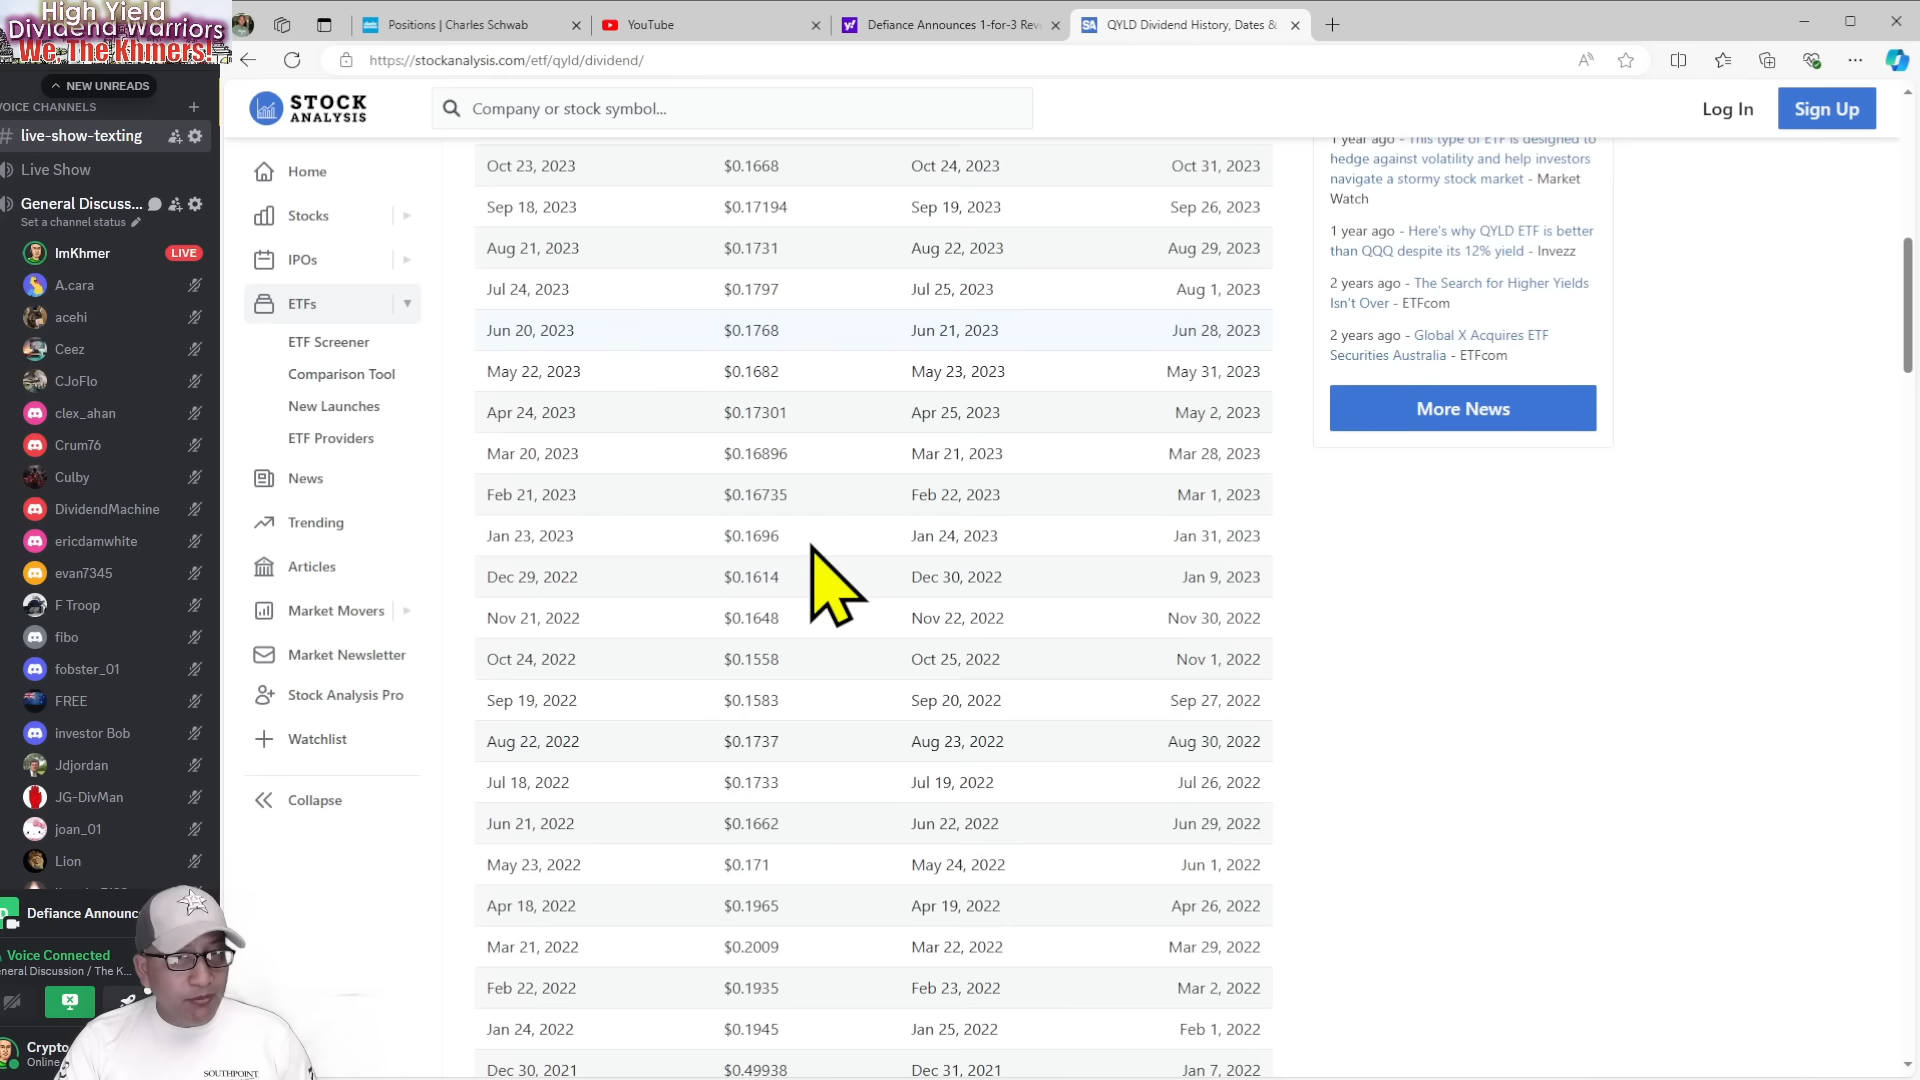 High Yield
Dividend Warriors
We.The Khmers!
NEW UNREADS
VOICE CHANNELS
live-show-texting
Live Show
General Discuss...
Set a channel status
ImKhmer
LIVE
A.cara
acehi
Ceez
CJoFlo
clex_ahan
Crum76
Culby
DividendMachine
ericdamwhite
evan7345
F Troop
fibo
fobster_01
FREE
investor Bob
Jdjordan
JG-DivMan
joan_01
Lion
Defiance Announc
Voice Connected
eneral Discussion / The K...
Crypto
Online
SOUTHPOINT
Positions | Charles Schwab
YouTube
Defiance Announces 1-for-3 Rev
QYLD Dividend History, Dates &
https://stockanalysis.com/etf/qyld/dividend/
STOCK
ANALYSIS
Company or stock symbol...
Log In
Sign Up
Home
Stocks
IPOs
ETFs
ETF Screener
Comparison Tool
New Launches
ETF Providers
News
Trending
Articles
Market Movers
Market Newsletter
Stock Analysis Pro
Watchlist
Collapse
Oct 23, 2023 $0.1668 Oct 24, 2023 Oct 31, 2023
Sep 18, 2023 $0.17194 Sep 19, 2023 Sep 26, 2023
Aug 21, 2023 $0.1731 Aug 22, 2023 Aug 29, 2023
Jul 24, 2023 $0.1797 Jul 25, 2023 Aug 1, 2023
Jun 20, 2023 $0.1768 Jun 21, 2023 Jun 28, 2023
May 22, 2023 $0.1682 May 23, 2023 May 31, 2023
Apr 24, 2023 $0.17301 Apr 25, 2023 May 2, 2023
Mar 20, 2023 $0.16896 Mar 21, 2023 Mar 28, 2023
Feb 21, 2023 $0.16735 Feb 22, 2023 Mar 1, 2023
Jan 23, 2023 $0.1696 Jan 24, 2023 Jan 31, 2023
Dec 29, 2022 $0.1614 Dec 30, 2022 Jan 9, 2023
Nov 21, 2022 $0.1648 Nov 22, 2022 Nov 30, 2022
Oct 24, 2022 $0.1558 Oct 25, 2022 Nov 1, 2022
Sep 19, 2022 $0.1583 Sep 20, 2022 Sep 27, 2022
Aug 22, 2022 $0.1737 Aug 23, 2022 Aug 30, 2022
Jul 18, 2022 $0.1733 Jul 19, 2022 Jul 26, 2022
Jun 21, 2022 $0.1662 Jun 22, 2022 Jun 29, 2022
May 23, 2022 $0.171 May 24, 2022 Jun 1, 2022
Apr 18, 2022 $0.1965 Apr 19, 2022 Apr 26, 2022
Mar 21, 2022 $0.2009 Mar 22, 2022 Mar 29, 2022
Feb 22, 2022 $0.1935 Feb 23, 2022 Mar 2, 2022
Jan 24, 2022 $0.1945 Jan 25, 2022 Feb 1, 2022
Dec 30, 2021 $0.49938 Dec 31, 2021 Jan 7, 2022
1 year ago - This type of ETF is designed to
hedge against volatility and help investors
navigate a stormy stock market - Market
Watch
1 year ago - Here's why QYLD ETF is better
than QQQ despite its 12% yield - Invezz
2 years ago - The Search for Higher Yields
Isn't Over - ETFcom
2 years ago - Global X Acquires ETF
Securities Australia - ETFcom
More News